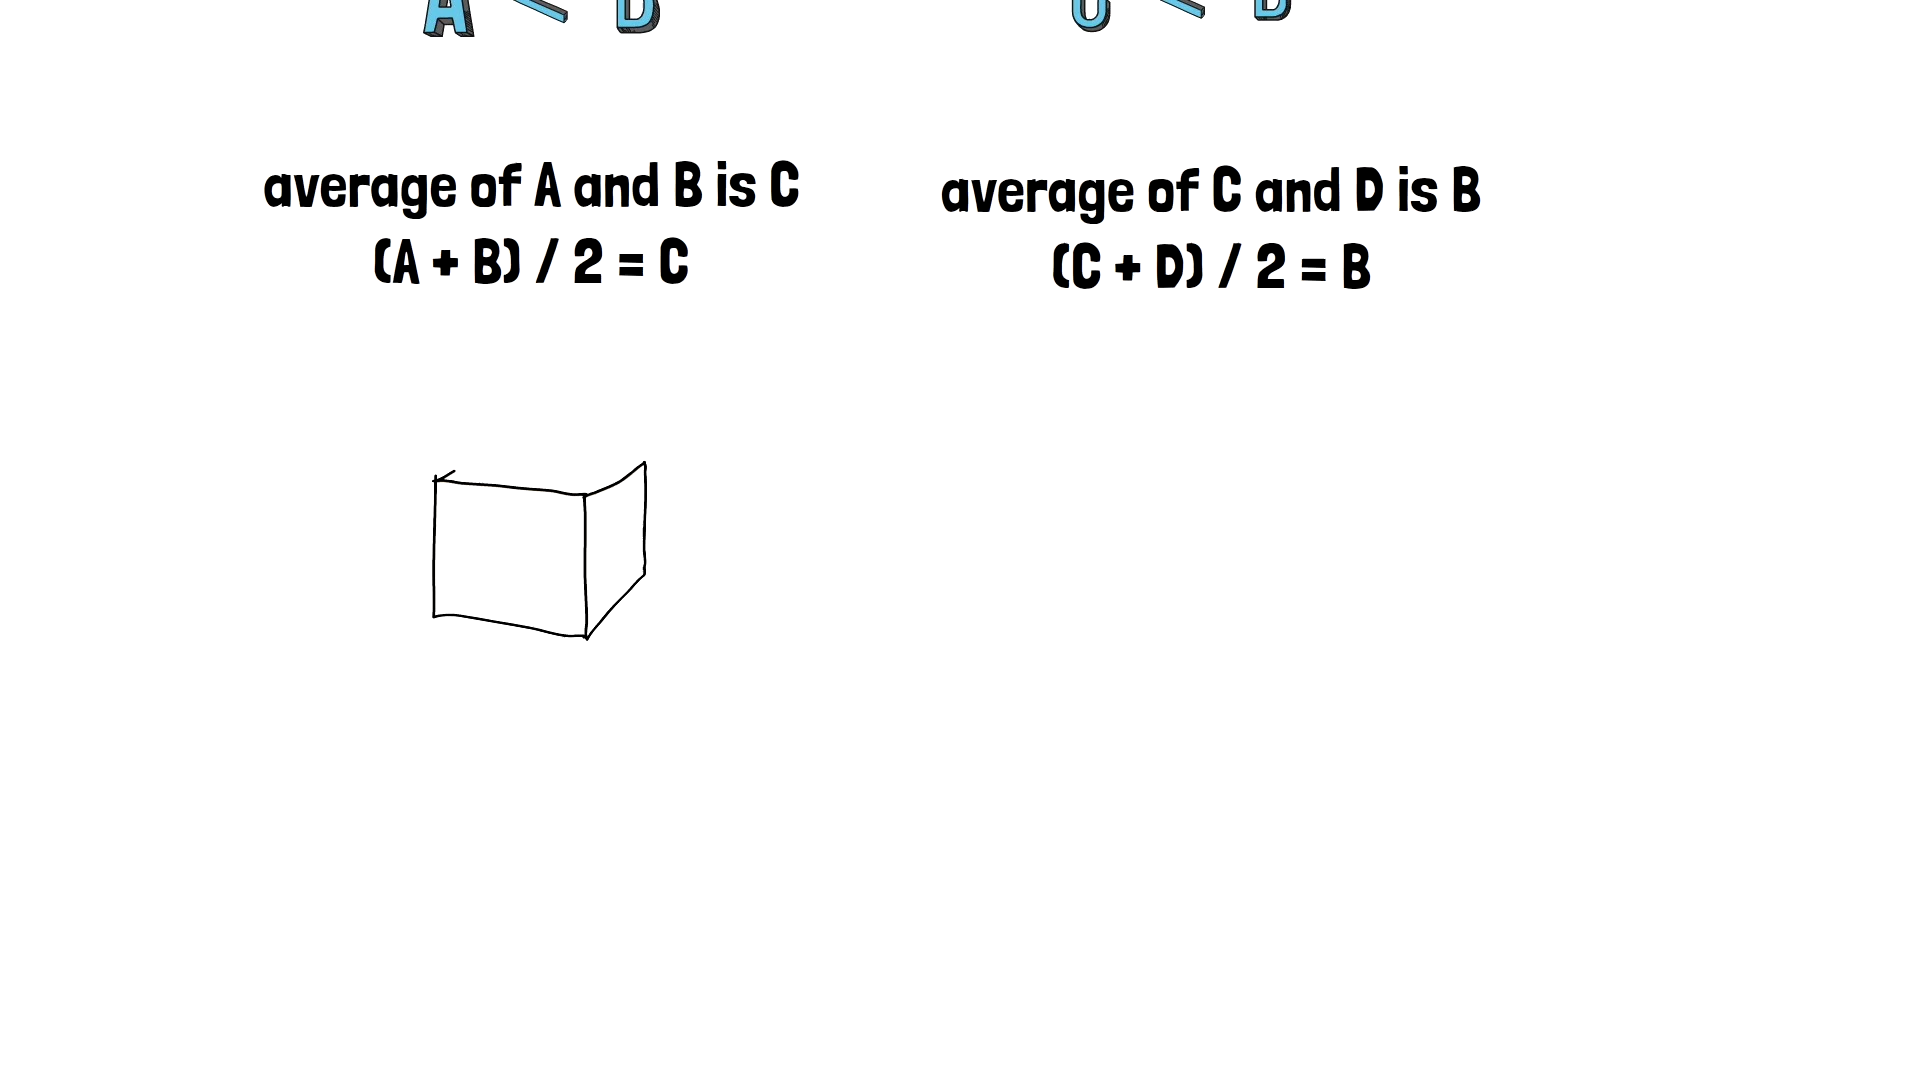 average of A and B is C
(A + B) / 2 = C
average of C and D is B
(C + D) / 2 = B